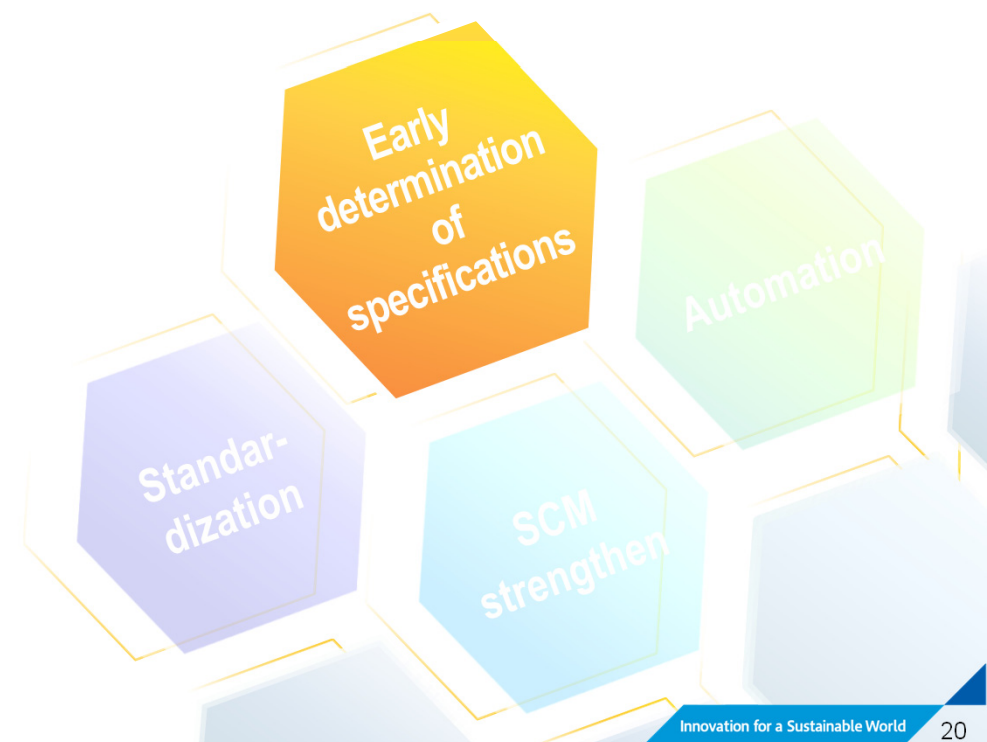 Early
determination
of
specifications
Automation
Standar-
dization
SCM
strengthen
Innovation for a Sustainable World
20